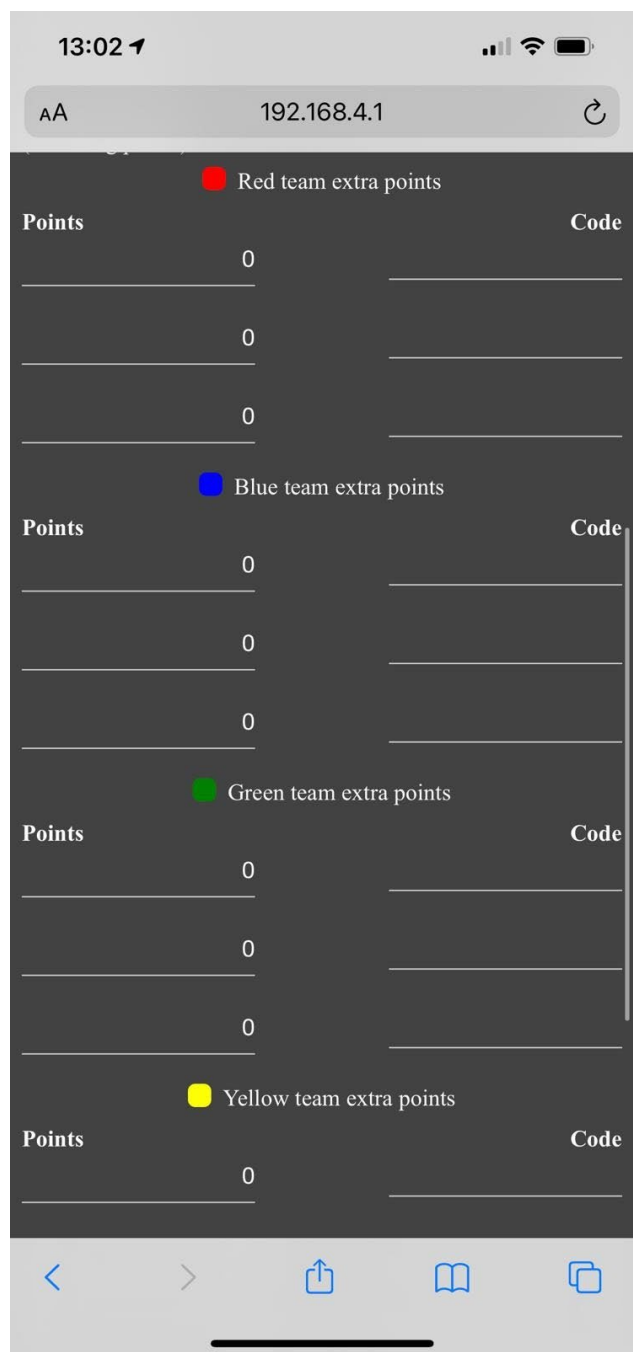 13:02
AA 192.168.4.1
Red team extra points
Points Code
0
0
0
Blue team extra points
Points Code
0
0
0
Green team extra points
Points Code
0
0
0
Yellow team extra points
Points Code
0